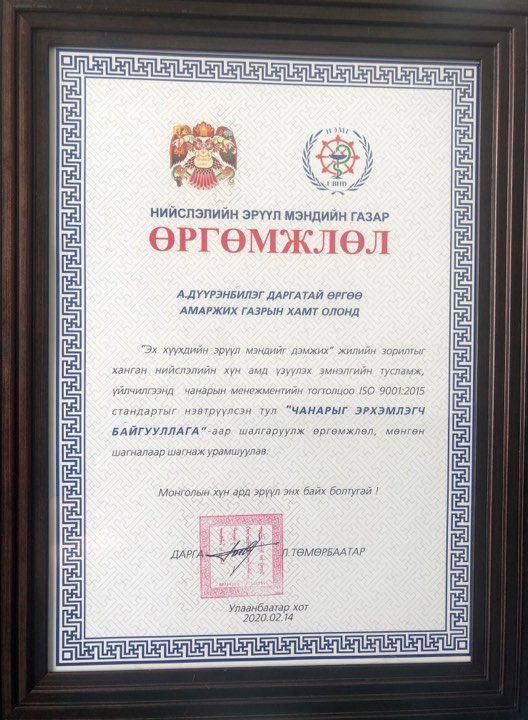 НЭМГ
UBHD
НИЙСЛЭЛИЙН ЭРҮҮЛ МЭНДИЙН ГАЗАР
ӨРГӨМЖЛӨЛ
А.ДҮҮРЭНБИЛЭГ ДАРГАТАЙ ӨРГӨӨ
АМАРЖИХ ГАЗРЫН ХАМТ ОЛОНД
"Эх хүүхдийн эрүүл мэндийг дэмжих" жилийн зорилтыг
ханган нийслэлийн хүн амд үзүүлэх эмнэлгийн тусламж,
үйлчилгээнд чанарын менежментийн тогтолцоо ISO 9001:2015
стандартыг нэвтрүүлсэн тул "ЧАНАРЫГ ЭРХЭМЛЭГЧ
БАЙГУУЛЛАГА"-аар шалгаруулж өргөмжлөл, мөнгөн
шагналаар шагнаж урамшуулав.
Монголын хүн ард эрүүл энх байх болтугай !
ДАРГА Л.ТӨМӨРБААТАР
Улаанбаатар хот
2020.02.14